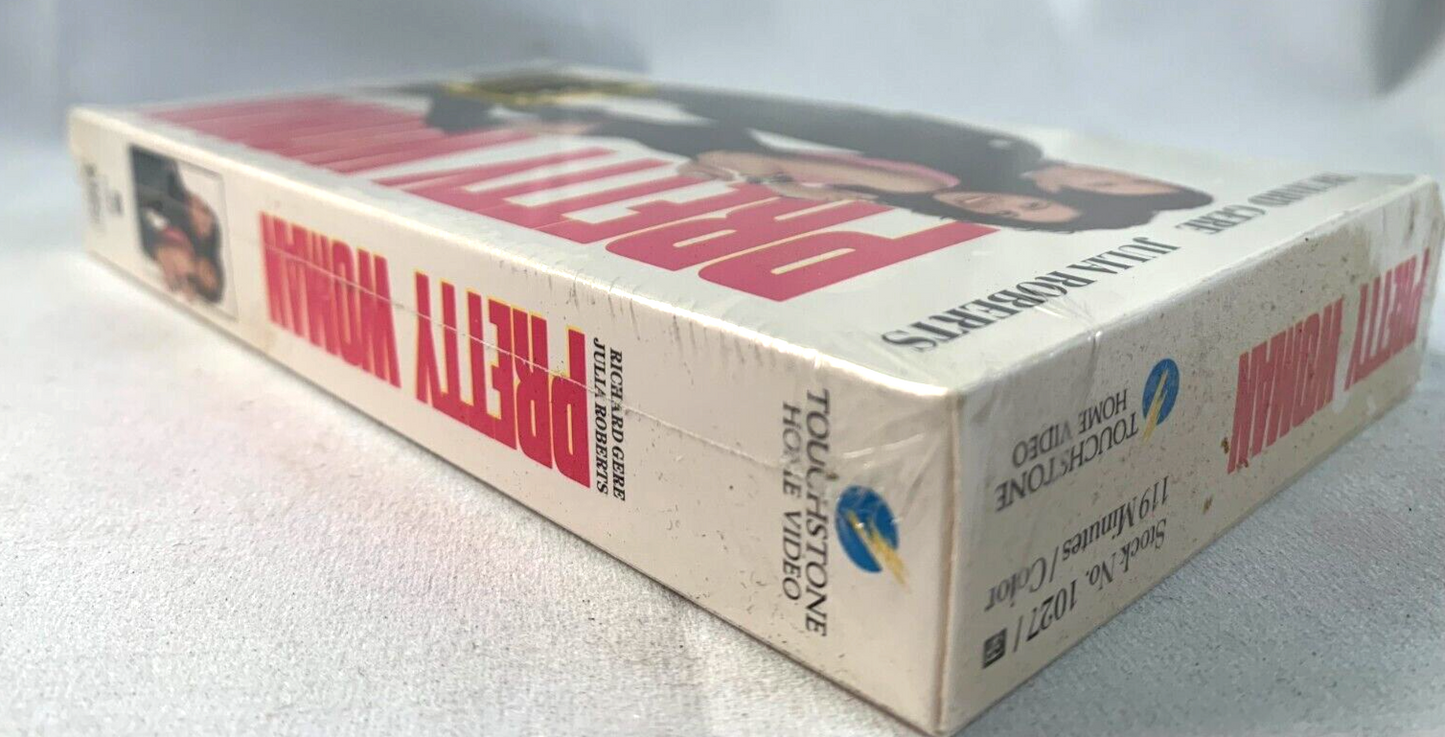 RICHARD GERE
JULIA ROBERTS
PRETTY
WOMAN
RICHARD GERE
JULIA ROBERTS
PRETTY WOMAN
TOUCHSTONE
HOME VIDEO
PRETTY WOMAN
TOUCHSTONE
HOME VIDEO
Stock No. 1027 /
119 Minutes / Color